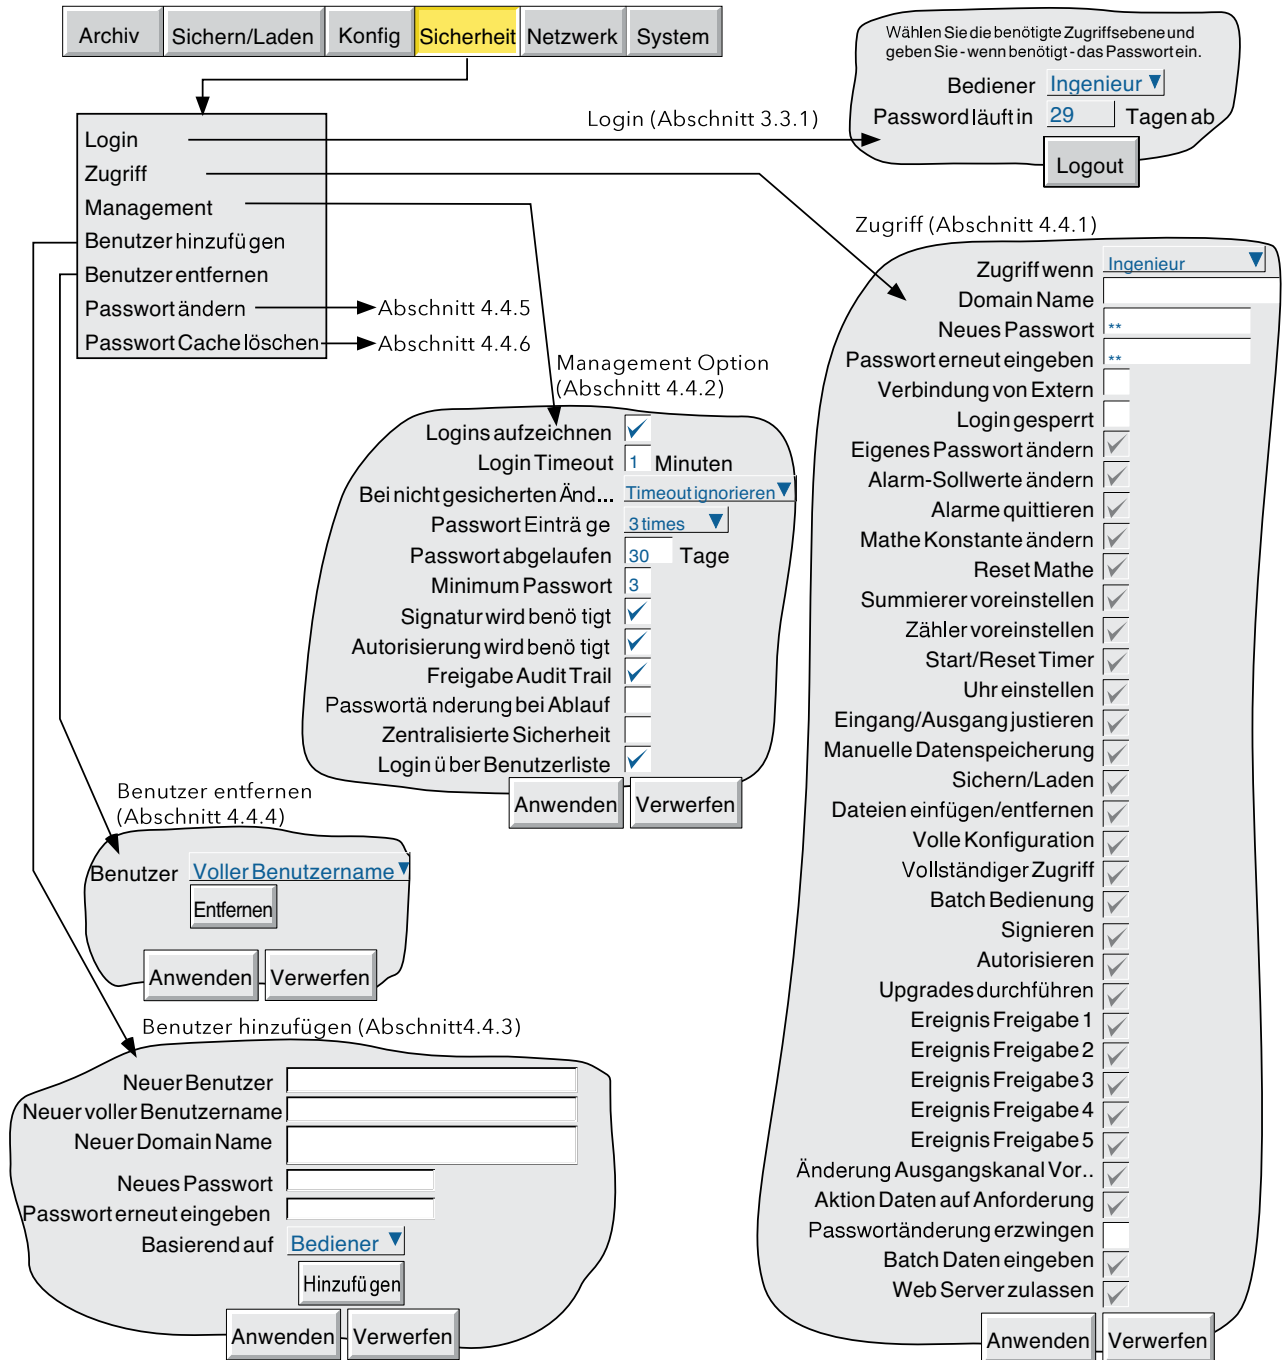 Archiv Sichern/Laden Konfig Sicherheit Netzwerk System
Wählen Sie die benötigte Zugriffsebene und
geben Sie - wenn benötigt - das Passwort ein.
Bediener Ingenieur
Password läuft in 29 Tagen ab
Logout
Login (Abschnitt 3.3.1)
Login
Zugriff
Management
Benutzer hinzufügen
Benutzer entfernen
Passwort ändern
Passwort Cache löschen
Abschnitt 4.4.5
Abschnitt 4.4.6
Zugriff (Abschnitt 4.4.1)
Zugriff wenn Ingenieur
Domain Name
Neues Passwort **
Passwort erneut eingeben **
Verbindung von Extern
Login gesperrt
Eigenes Passwort ändern
Alarm-Sollwerte ändern
Alarme quittieren
Mathe Konstante ändern
Reset Mathe
Summierer voreinstellen
Zähler voreinstellen
Start/Reset Timer
Uhr einstellen
Eingang/Ausgang justieren
Manuelle Datenspeicherung
Sichern/Laden
Dateien einfügen/entfernen
Volle Konfiguration
Vollständiger Zugriff
Batch Bedienung
Signieren
Autorisieren
Upgrades durchführen
Ereignis Freigabe 1
Ereignis Freigabe 2
Ereignis Freigabe 3
Ereignis Freigabe 4
Ereignis Freigabe 5
Änderung Ausgangskanal Vor..
Aktion Daten auf Anforderung
Passwortänderung erzwingen
Batch Daten eingeben
Web Server zulassen
Anwenden Verwerfen
Management Option
(Abschnitt 4.4.2)
Logins aufzeichnen
Login Timeout 1 Minuten
Bei nicht gesicherten Änd... Timeout ignorieren
Passwort Einträ ge 3 times
Passwort abgelaufen 30 Tage
Minimum Passwort 3
Signatur wird benö tigt
Autorisierung wird benö tigt
Freigabe Audit Trail
Passwortä nderung bei Ablauf
Zentralisierte Sicherheit
Login ü ber Benutzerliste
Anwenden Verwerfen
Benutzer entfernen
(Abschnitt 4.4.4)
Benutzer Voller Benutzername
Entfernen
Anwenden Verwerfen
Benutzer hinzufügen (Abschnitt4.4.3)
Neuer Benutzer
Neuer voller Benutzername
Neuer Domain Name
Neues Passwort
Passwort erneut eingeben
Basierend auf Bediener
Hinzufü gen
Anwenden Verwerfen